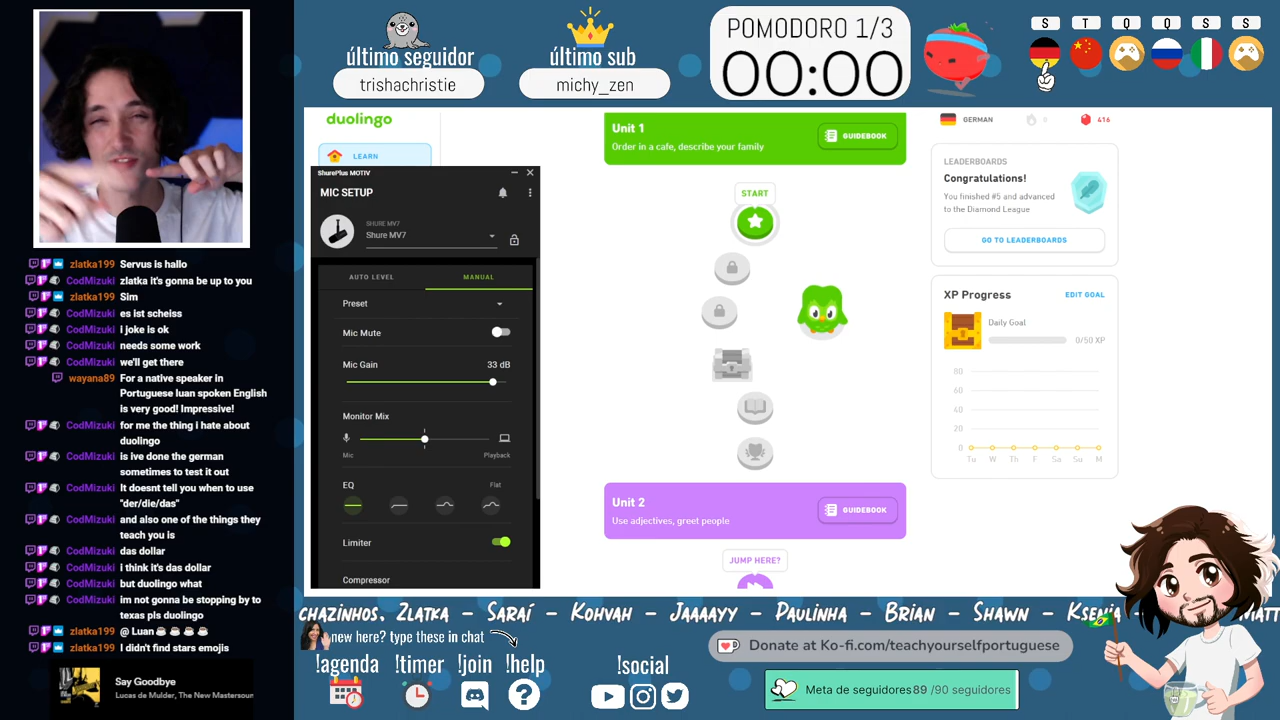 último seguidor
trishachristie
último sub
michy_zen
POMODORO 1/3
00:00
S T Q Q S S
zlatka199 Servus is hallo
CodMizuki zlatka it's gonna be up to you
zlatka199 Sim
CodMizuki es ist scheiss
CodMizuki i joke is ok
CodMizuki needs some work
CodMizuki we'll get there
wayana89 For a native speaker in
Portuguese luan spoken English
is very good! Impressive!
CodMizuki for me the thing i hate about
duolingo
CodMizuki is ive done the german
sometimes to test it out
CodMizuki It doesnt tell you when to use
"der/die/das"
CodMizuki and also one of the things they
teach you is
CodMizuki das dollar
CodMizuki i think it's das dollar
CodMizuki but duolingo what
CodMizuki im not gonna be stopping by to
texas pls duolingo
zlatka199 @ Luan☕☕☕☕
zlatka199 I didn't find stars emojis
Say Goodbye
Lucas de Mulder, The New Mastersoun
duolingo
LEARN
ShurePlus MOTIV
MIC SETUP
SHURE MV7
Shure MV7
AUTO LEVEL
MANUAL
Preset
Mic Mute
Mic Gain 33 dB
Monitor Mix
Mic Playback
EQ Flat
Limiter
Compressor
Unit 1
Order in a cafe, describe your family
GUIDEBOOK
START
Unit 2
Use adjectives, greet people
GUIDEBOOK
JUMP HERE?
GERMAN 0 416
LEADERBOARDS
Congratulations!
You finished #5 and advanced
to the Diamond League
GO TO LEADERBOARDS
XP Progress EDIT GOAL
Daily Goal
0/50 XP
80
60
40
20
0
Tu W Th F Sa Su M
CHAZINHOS, ZLATKA – SARAÍ – KOHVAH – JAAAAYY – PAULINHA – BRIAN – SHAWN – KSENIA
new here? type these in chat
!agenda
!timer
!join
!help
!social
Donate at Ko-fi.com/teachyourselfportuguese
Meta de seguidores 89 /90 seguidores